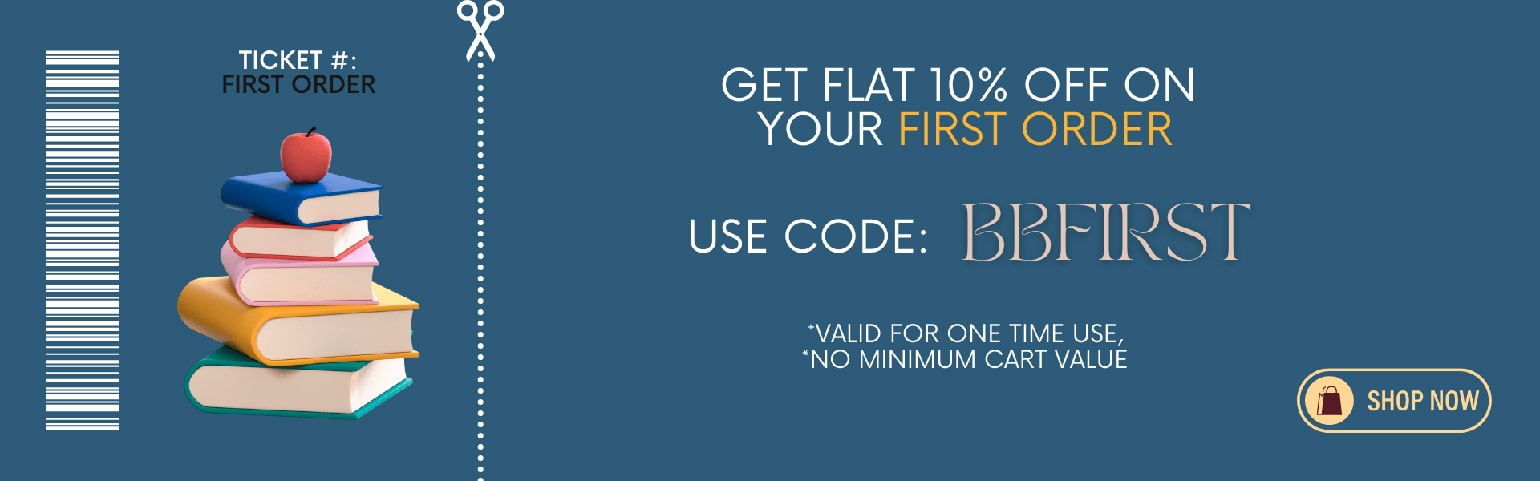 TICKET #:
FIRST ORDER
GET FLAT 10% OFF ON
YOUR FIRST ORDER
USE CODE: BBFIRST
*VALID FOR ONE TIME USE,
*NO MINIMUM CART VALUE
SHOP NOW